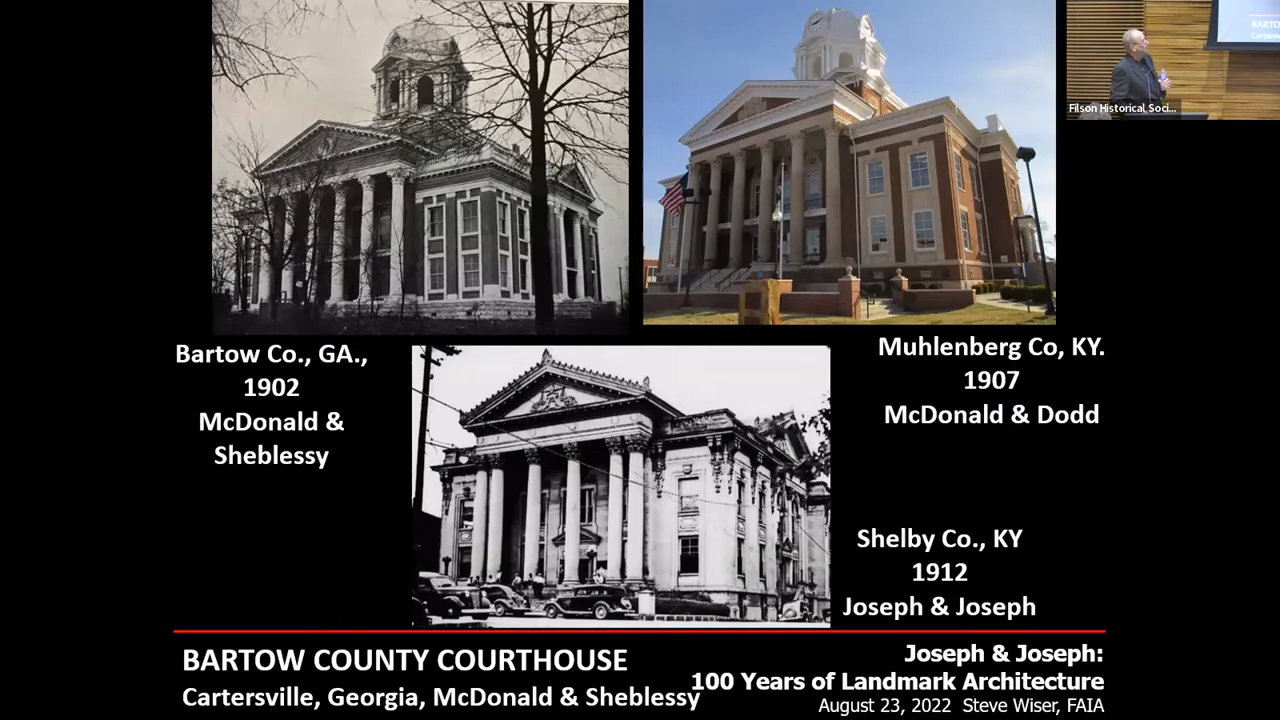 BARTO
Carters
Filson Historical Soci...
Bartow Co., GA.,
1902
McDonald &
Sheblessy
Muhlenberg Co, KY.
1907
McDonald & Dodd
Shelby Co., KY
1912
Joseph & Joseph
BARTOW COUNTY COURTHOUSE
Cartersville, Georgia, McDonald & Sheblessy
Joseph & Joseph:
100 Years of Landmark Architecture
August 23, 2022 Steve Wiser, FAIA